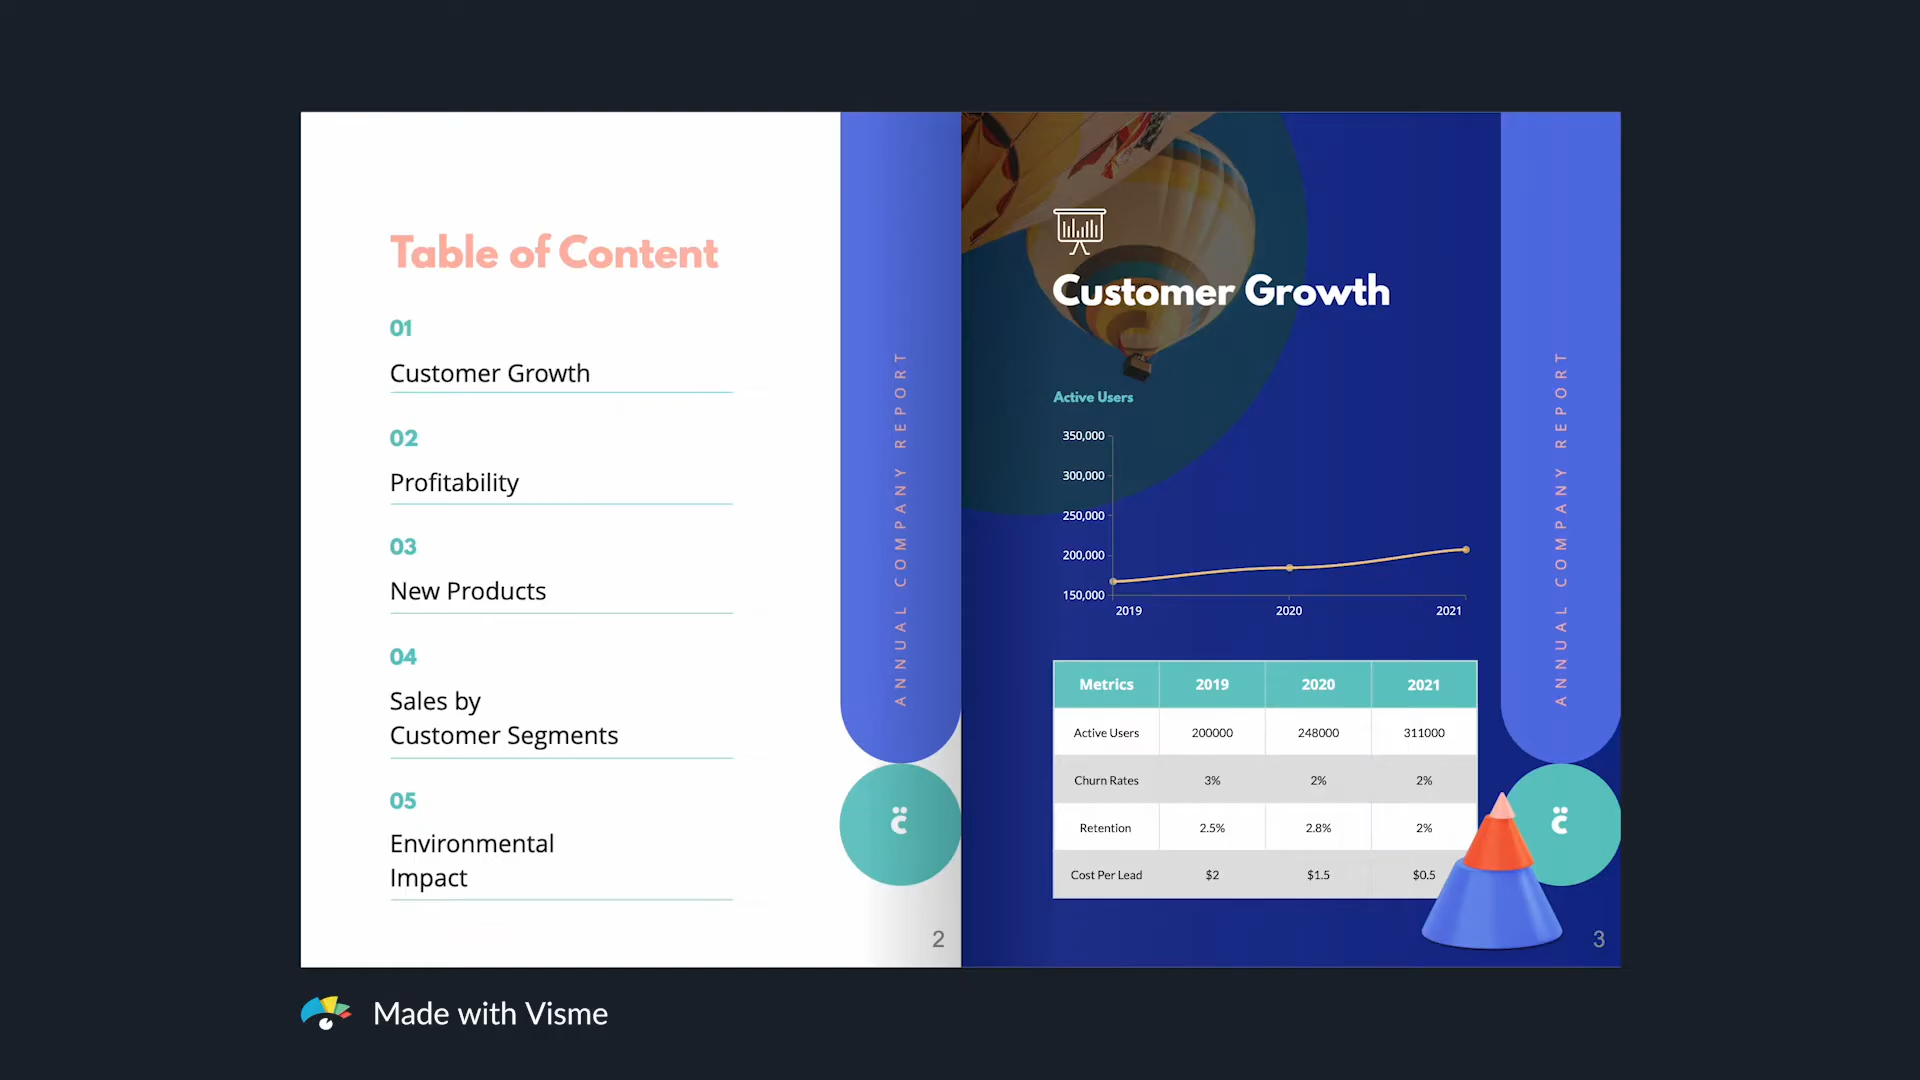 Table of Content
01
Customer Growth
02
Profitability
03
New Products
04
Sales by
Customer Segments
05
Environmental
Impact
ANNUAL COMPANY REPORT
c̈
2
Customer Growth
Active Users
350,000
300,000
250,000
200,000
150,000
2019 2020 2021
Metrics 2019 2020 2021
Active Users 200000 248000 311000
Churn Rates 3% 2% 2%
Retention 2.5% 2.8% 2%
Cost Per Lead $2 $1.5 $0.5
ANNUAL COMPANY REPORT
c̈
3
Made with Visme